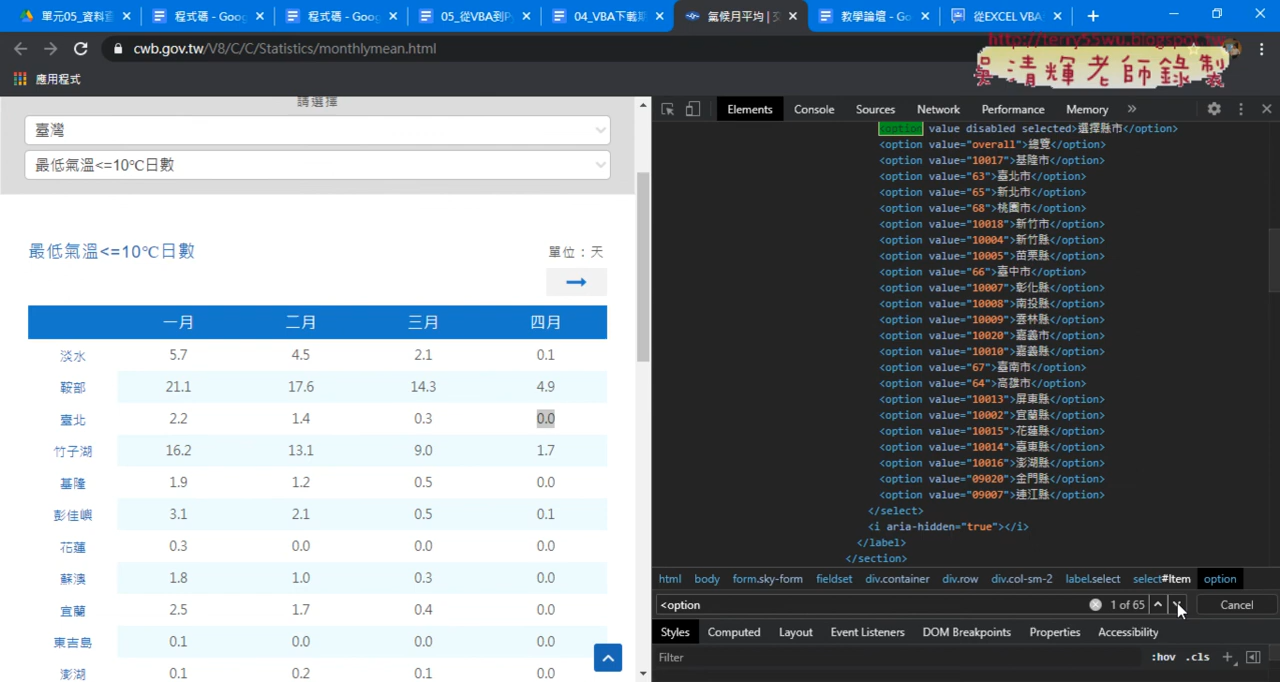 單元05_資料音
程式碼 - Goog
程式碼 - Goog
05_從VBA到P
04_VBA下載期
氣候月平均 | 交
教學論壇 - Go
從EXCEL VBA
cwb.gov.tw/V8/C/C/Statistics/monthlymean.html
http://terry55wu.blogspot.tw
吳清輝老師錄製
應用程式
請選擇
臺灣
最低氣溫<=10℃日數
最低氣溫<=10℃日數
單位：天
一月 二月 三月 四月
淡水 5.7 4.5 2.1 0.1
鞍部 21.1 17.6 14.3 4.9
臺北 2.2 1.4 0.3 0.0
竹子湖 16.2 13.1 9.0 1.7
基隆 1.9 1.2 0.5 0.0
彭佳嶼 3.1 2.1 0.5 0.1
花蓮 0.3 0.0 0.0 0.0
蘇澳 1.8 1.0 0.3 0.0
宜蘭 2.5 1.7 0.4 0.0
東吉島 0.1 0.0 0.0 0.0
澎湖 0.1 0.2 0.1 0.0
Elements Console Sources Network Performance Memory »
<option value disabled selected>選擇縣市</option>
<option value="overall">總覽</option>
<option value="10017">基隆市</option>
<option value="63">臺北市</option>
<option value="65">新北市</option>
<option value="68">桃園市</option>
<option value="10018">新竹市</option>
<option value="10004">新竹縣</option>
<option value="10005">苗栗縣</option>
<option value="66">臺中市</option>
<option value="10007">彰化縣</option>
<option value="10008">南投縣</option>
<option value="10009">雲林縣</option>
<option value="10020">嘉義市</option>
<option value="10010">嘉義縣</option>
<option value="67">臺南市</option>
<option value="64">高雄市</option>
<option value="10013">屏東縣</option>
<option value="10002">宜蘭縣</option>
<option value="10015">花蓮縣</option>
<option value="10014">臺東縣</option>
<option value="10016">澎湖縣</option>
<option value="09020">金門縣</option>
<option value="09007">連江縣</option>
</select>
<i aria-hidden="true"></i>
</label>
</section>
html body form.sky-form fieldset div.container div.row div.col-sm-2 label.select select#Item option
<option 1 of 65 Cancel
Styles Computed Layout Event Listeners DOM Breakpoints Properties Accessibility
Filter :hov .cls